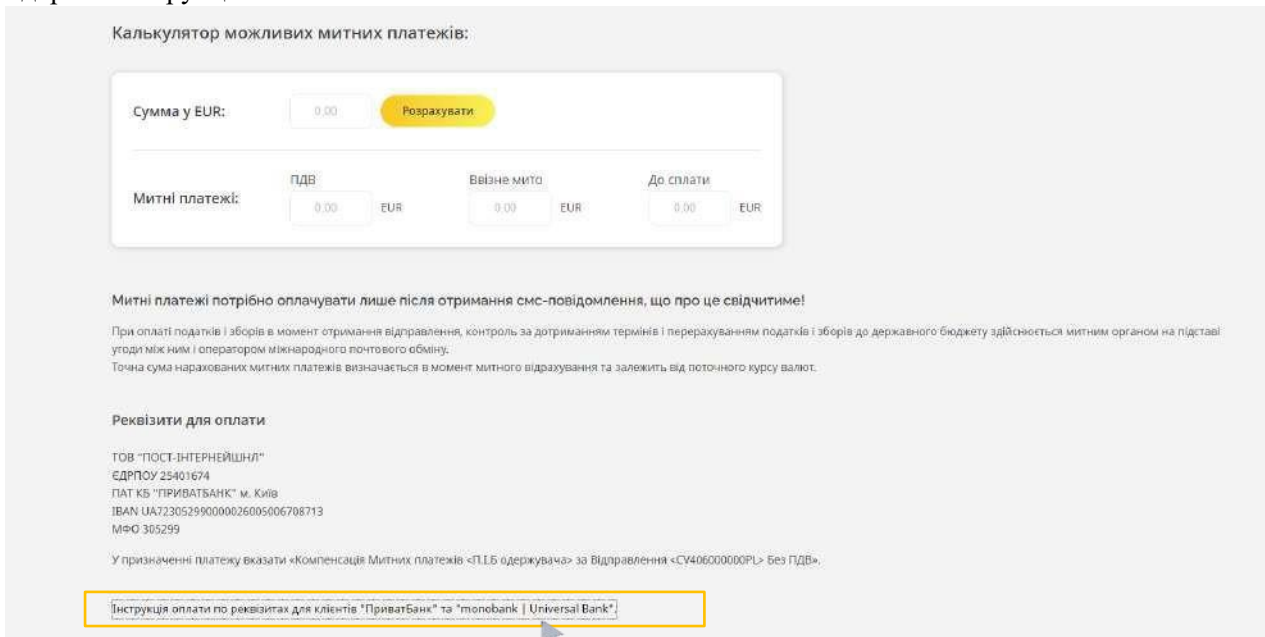 Калькулятор можливих митних платежів:
Сумма у EUR:
0,00
Розрахувати
ПДВ
Ввізне мито
До сплати
Митні платежі:
0,00
EUR
0,00
EUR
0,00
EUR
Митні платежі потрібно оплачувати лише після отримання смс-повідомлення, що про це свідчитиме!
При оплаті податків і зборів в момент отримання відправлення, контроль за дотриманням термінів і перерахуванням податків і зборів до державного бюджету здійснюється митним органом на підставі
угоди між ним і оператором міжнародного поштового обміну.
Точна сума нарахованих митних платежів визначається в момент митного відрахування та залежить від поточного курсу валют.
Реквізити для оплати
ТОВ "ПОСТ-ІНТЕРНЕЙШНЛ"
ЄДРПОУ 25401674
ПАТ КБ "ПРИВАТБАНК" м. Київ
IBAN UA723052990000026005006708713
МФО 305299
У призначенні платежу вказати «Компенсація Митних платежів <П.І.Б одержувача> за Відправлення <CV406000000PL> Без ПДВ».
Інструкція оплати по реквізитах для клієнтів "ПриватБанк" та "monobank | Universal Bank".